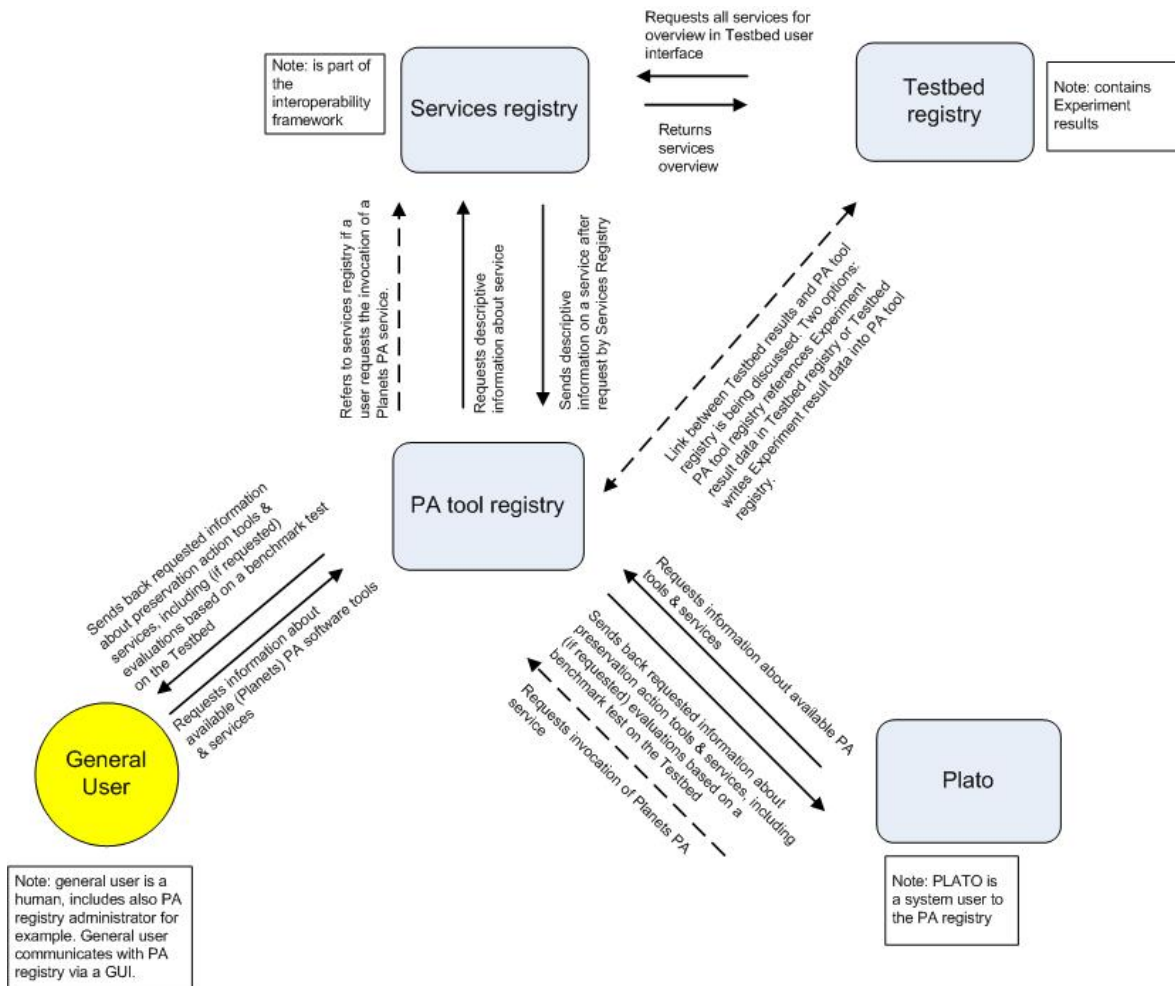 Requests all services for
overview in Testbed user
interface
Note: is part of
the
interoperability
framework
Services registry
Testbed
registry
Note: contains
Experiment
results
Returns
services
overview
Refers to services registry if a
user requests the invocation of a
Planets PA service.
Requests descriptive
information about service
Sends descriptive
information on a service after
request by Services Registry
Link between Testbed results and PA tool
registry is being discussed. Two options:
PA tool registry references Experiment
result data in Testbed registry or Testbed
writes Experiment result data into PA tool
registry.
PA tool registry
Sends back requested information
about preservation action tools &
services, including (if requested)
evaluations based on a benchmark test
on the Testbed
Requests information about
available (Planets) PA software tools
& services
Requests information about available PA
tools & services
Sends back requested information about
preservation action tools & services, including
(if requested) evaluations based on a
benchmark test on the Testbed
Requests invocation of Planets PA
service
General
User
Plato
Note: general user is a
human, includes also PA
registry administrator for
example. General user
communicates with PA
registry via a GUI.
Note: PLATO is
a system user to
the PA registry